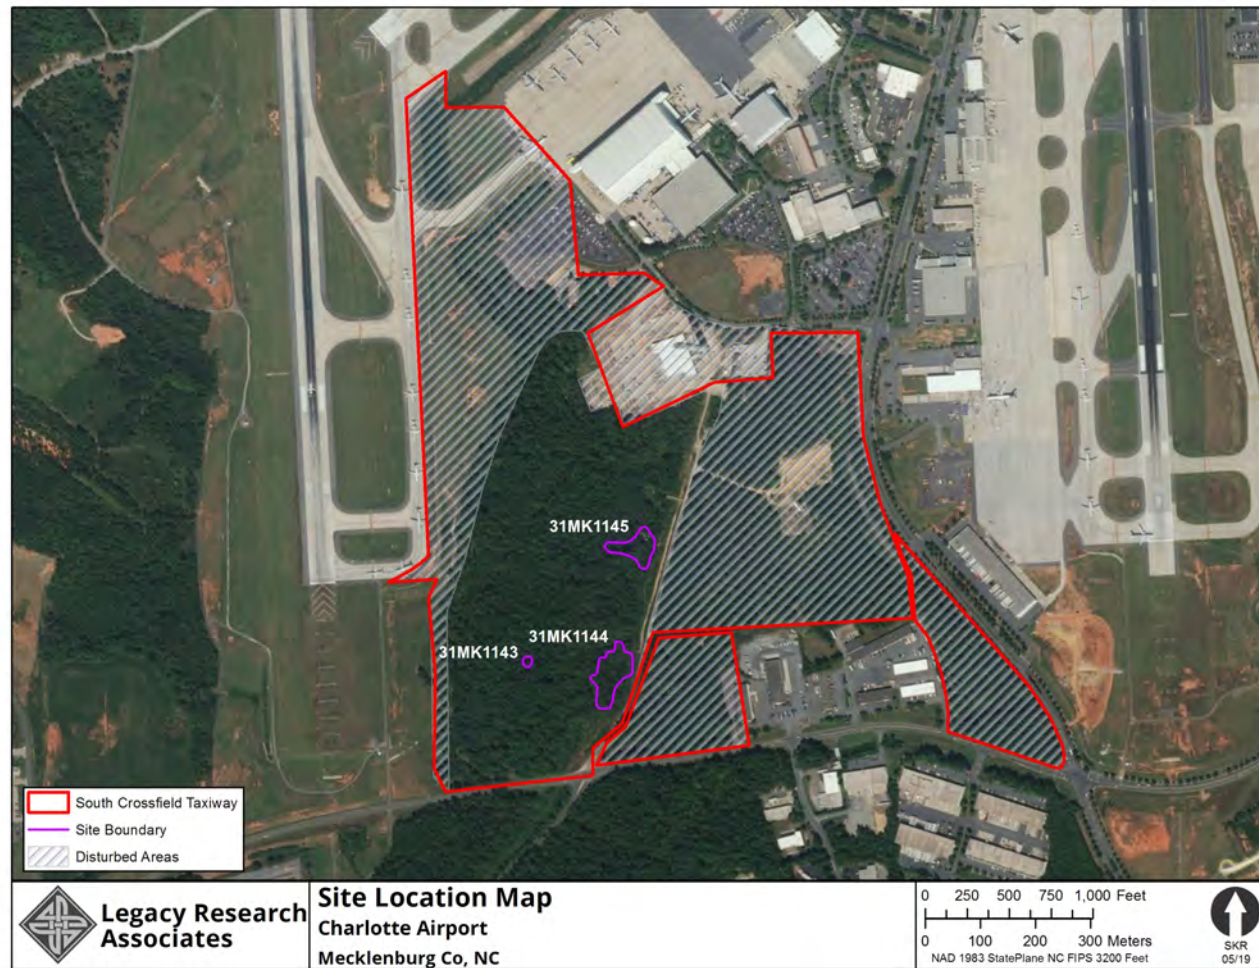 31MK1145
31MK1144
31MK1143
South Crossfield Taxiway
Site Boundary
Disturbed Areas
Legacy Research
Associates
Site Location Map
Charlotte Airport
Mecklenburg Co, NC
0 250 500 750 1,000 Feet
0 100 200 300 Meters
NAD 1983 StatePlane NC FIPS 3200 Feet
SKR
05/19